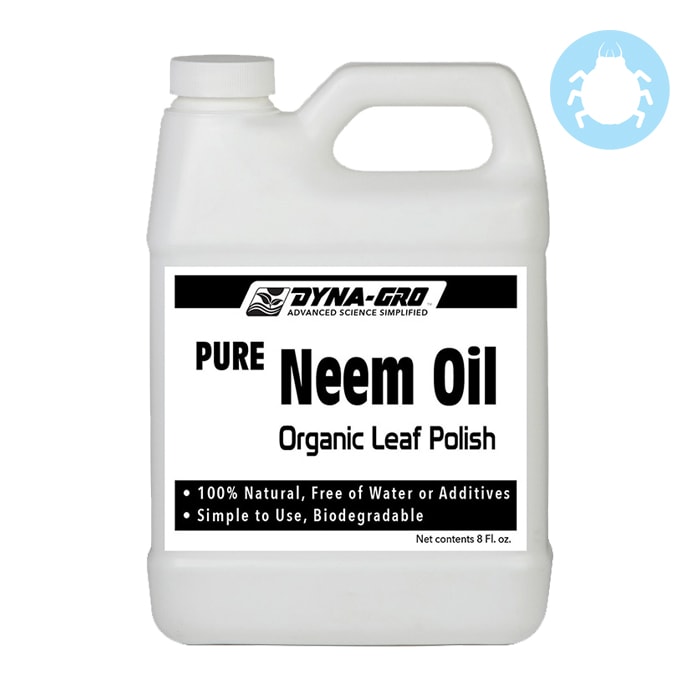 DYNA-GRO™
ADVANCED SCIENCE SIMPLIFIED
PURE Neem Oil
Organic Leaf Polish
• 100% Natural, Free of Water or Additives
• Simple to Use, Biodegradable
Net contents 8 Fl. oz.